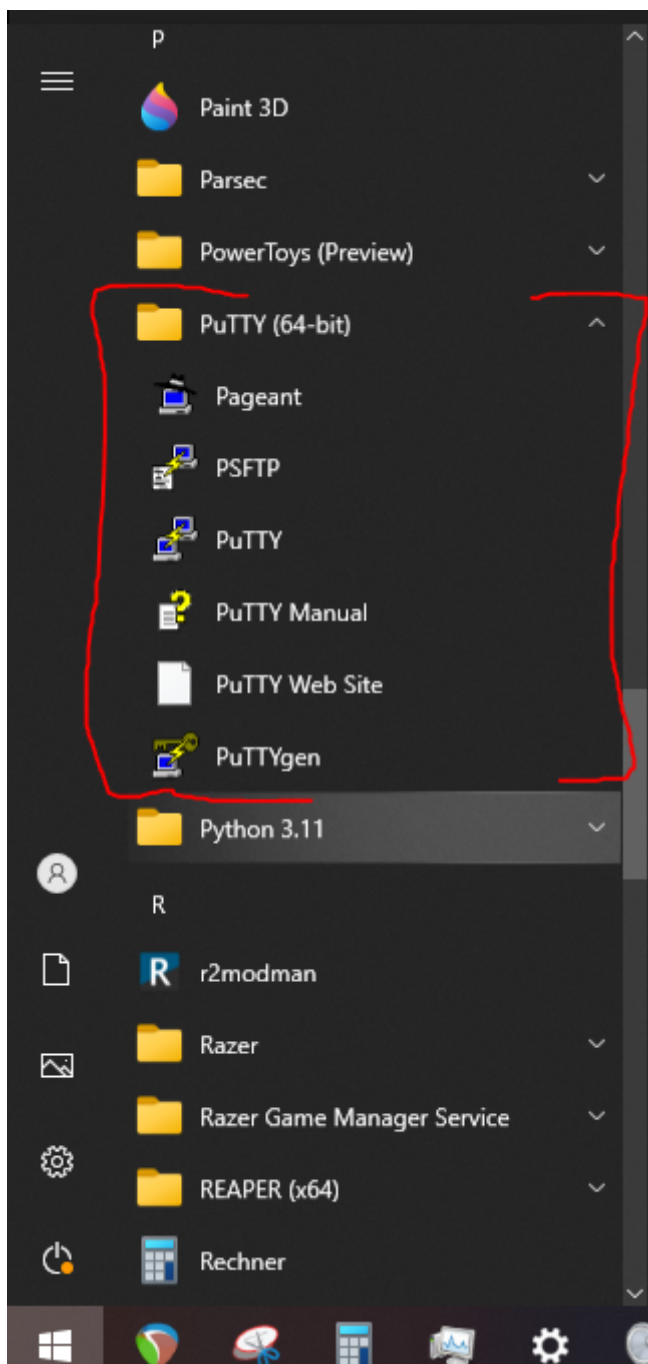 P
Paint 3D
Parsec
PowerToys (Preview)
PuTTY (64-bit)
Pageant
PSFTP
PuTTY
PuTTY Manual
PuTTY Web Site
PuTTYgen
Python 3.11
R
R r2modman
Razer
Razer Game Manager Service
REAPER (x64)
Rechner